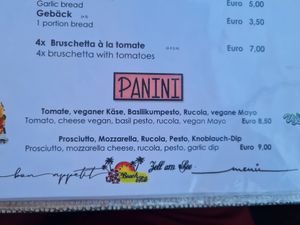 Garlic bread Euro 5,00
Gebäck
1 portion bread Euro 3,50
4x Bruschetta à la tomate
4x bruschetta with tomatoes Euro 7,00
PANINI
Tomate, veganer Käse, Basilikumpesto, Rucola, vegane Mayo
Tomato, cheese vegan, basil pesto, rucola, vegan Mayo Euro 8,50
Prosciutto, Mozzarella, Rucola, Pesto, Knoblauch-Dip
Prosciutto, mozzarella cheese, rucola, pesto, garlic dip Euro 9,00
bon appetit Beach Zell am See menü